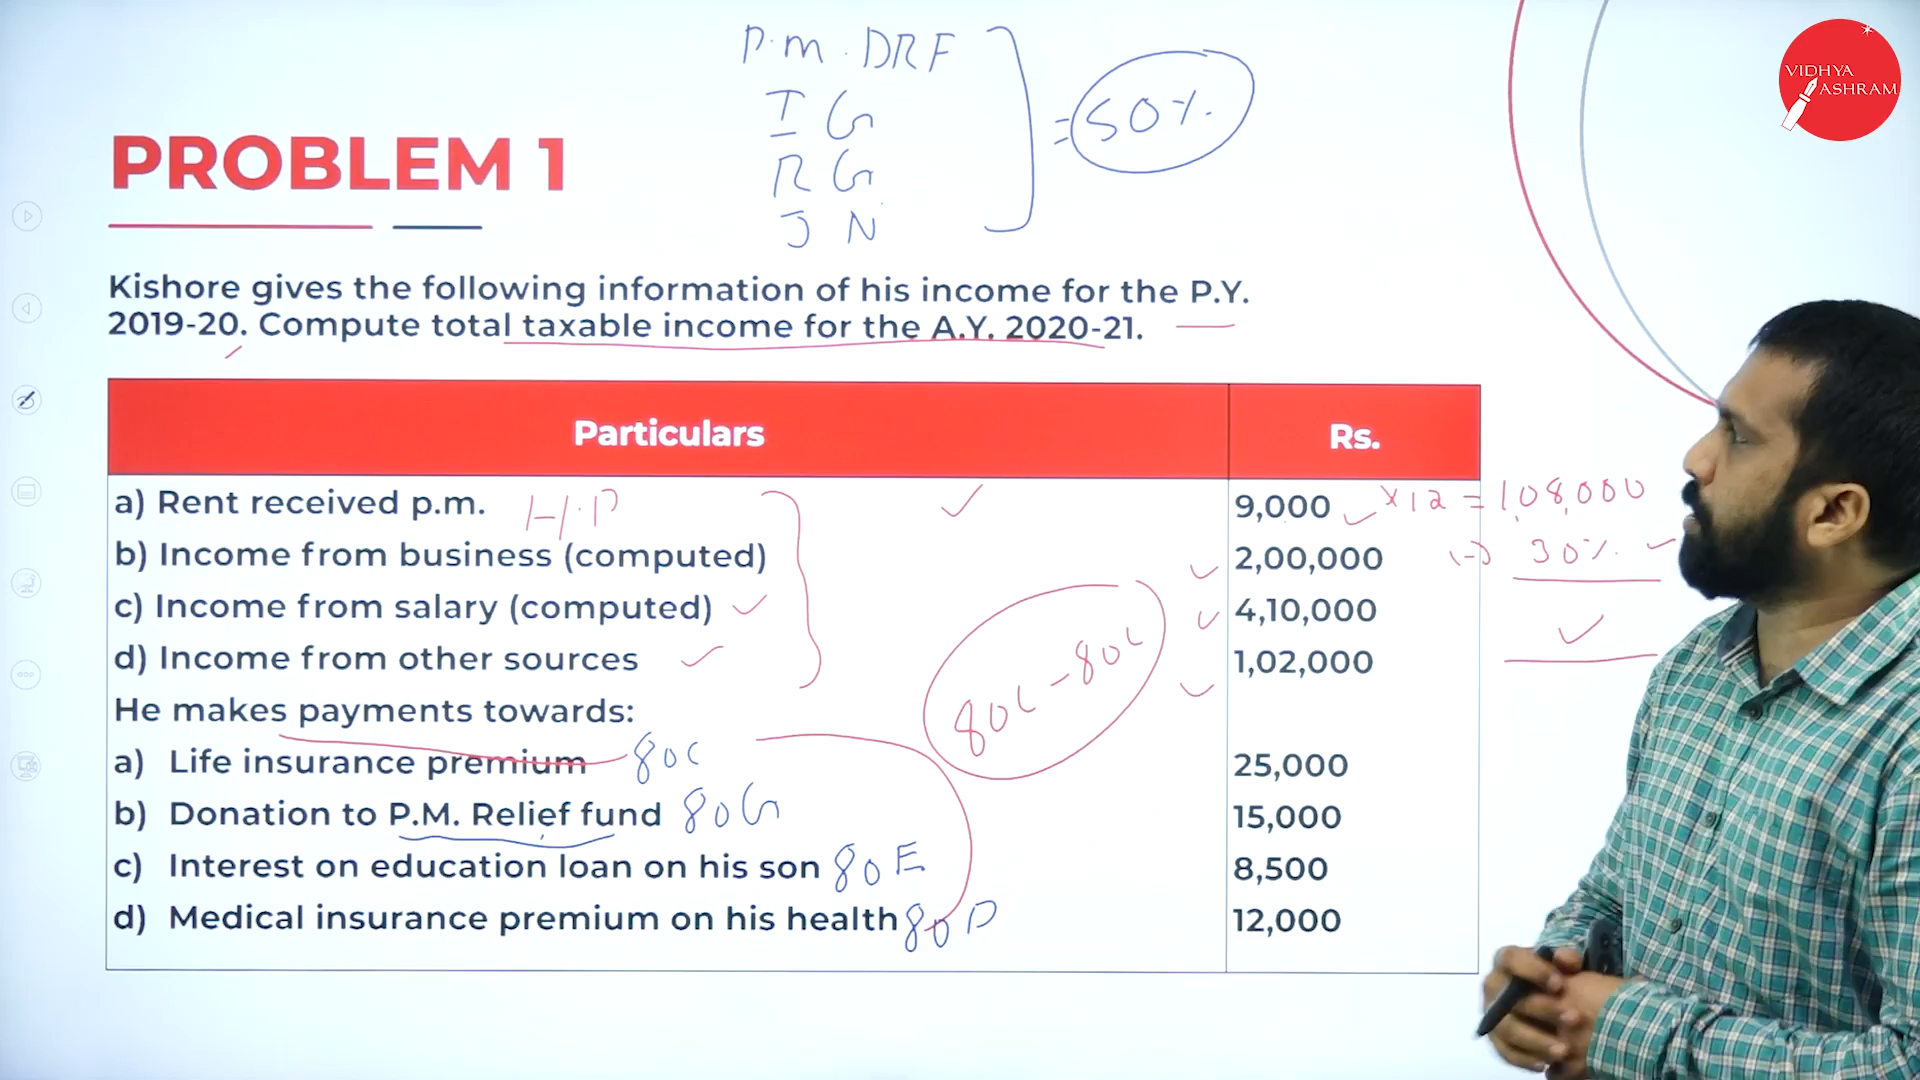 P.M. DRF
I G
R G
J N
= 50%.
VIDHYA
ASHRAM
PROBLEM 1
Kishore gives the following information of his income for the P.Y.
2019-20. Compute total taxable income for the A.Y. 2020-21.
Particulars Rs.
a) Rent received p.m. H.P 9,000 ×12 = 1,08,000
b) Income from business (computed) 2,00,000 (-) 30%.
c) Income from salary (computed) 4,10,000
d) Income from other sources 1,02,000
80C - 80U
He makes payments towards:
a) Life insurance premium 80C 25,000
b) Donation to P.M. Relief fund 80G 15,000
c) Interest on education loan on his son 80E 8,500
d) Medical insurance premium on his health 80D 12,000